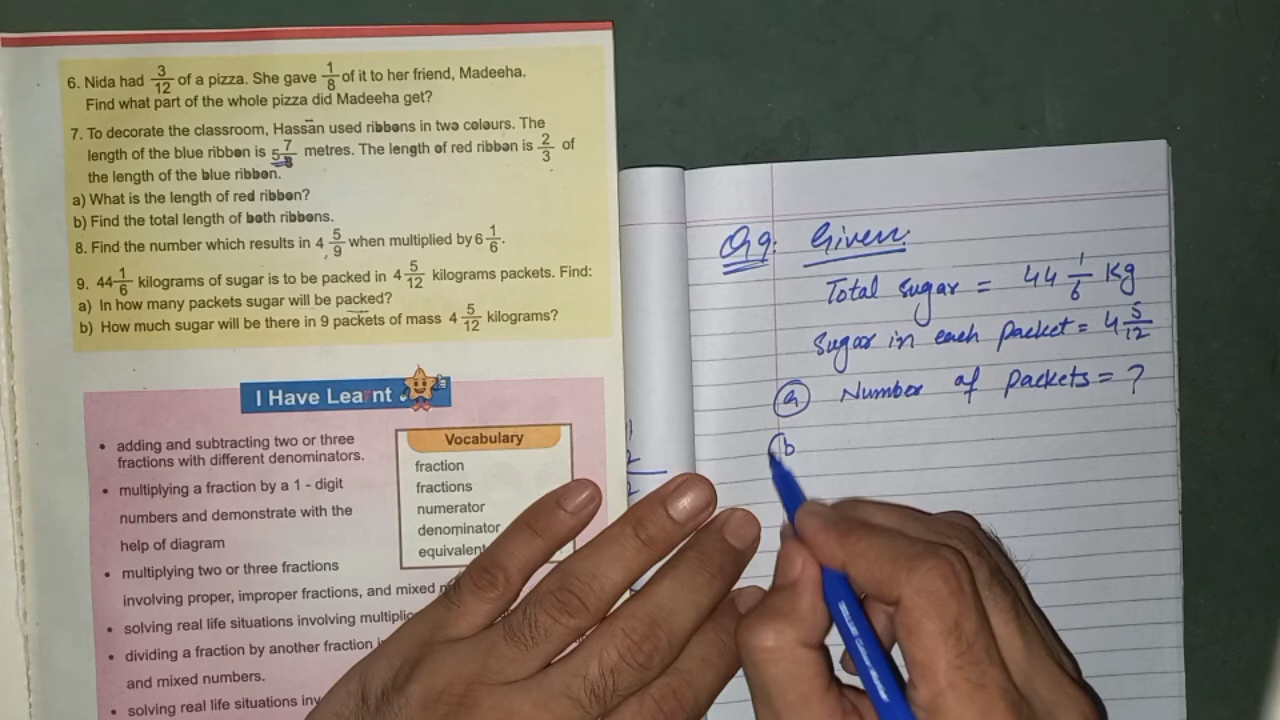 6. Nida had 3/12 of a pizza. She gave 1/8 of it to her friend, Madeeha.
Find what part of the whole pizza did Madeeha get?
7. To decorate the classroom, Hassan used ribbons in two colours. The
length of the blue ribbon is 5 7/8 metres. The length of red ribbon is 2/3 of
the length of the blue ribbon.
a) What is the length of red ribbon?
b) Find the total length of both ribbons.
8. Find the number which results in 4 5/9 when multiplied by 6 1/6.
9. 44 1/6 kilograms of sugar is to be packed in 4 5/12 kilograms packets. Find:
a) In how many packets sugar will be packed?
b) How much sugar will be there in 9 packets of mass 4 5/12 kilograms?
I Have Learnt
• adding and subtracting two or three
fractions with different denominators.
• multiplying a fraction by a 1 - digit
numbers and demonstrate with the
help of diagram
• multiplying two or three fractions
involving proper, improper fractions, and mixed
solving real life situations involving
• dividing a fraction by another fraction
and mixed numbers.
• solving real life situations
Vocabulary
fraction
fractions
numerator
denominator
equivalent
Q9: Given:
Total sugar = 44 1/6 Kg
Sugar in each packet = 4 5/12
(a) Number of packets = ?
(b